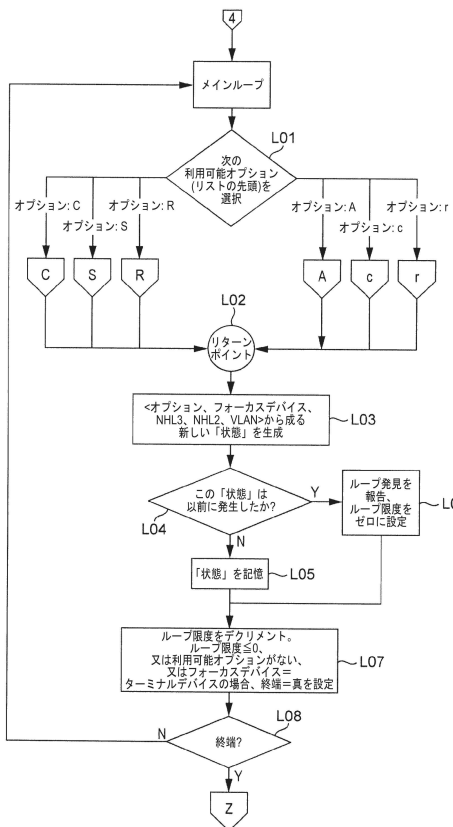 4
メインループ
L01
次の
利用可能オプション
(リストの先頭)を
選択
オプション: C
オプション: S
オプション: R
オプション: A
オプション: c
オプション: r
C
S
R
A
c
r
L02
リターン
ポイント
<オプション、フォーカスデバイス、
NHL3、NHL2、VLAN>から成る
新しい「状態」を生成
L03
この「状態」は
以前に発生したか?
Y
L04
N
ループ発見を
報告、
ループ限度を
ゼロに設定
「状態」を記憶
L05
ループ限度をデクリメント。
ループ限度≦0、
又は利用可能オプションがない、
又はフォーカスデバイス=
ターミナルデバイスの場合、終端=真を設定
L07
L08
N
終端?
Y
Z